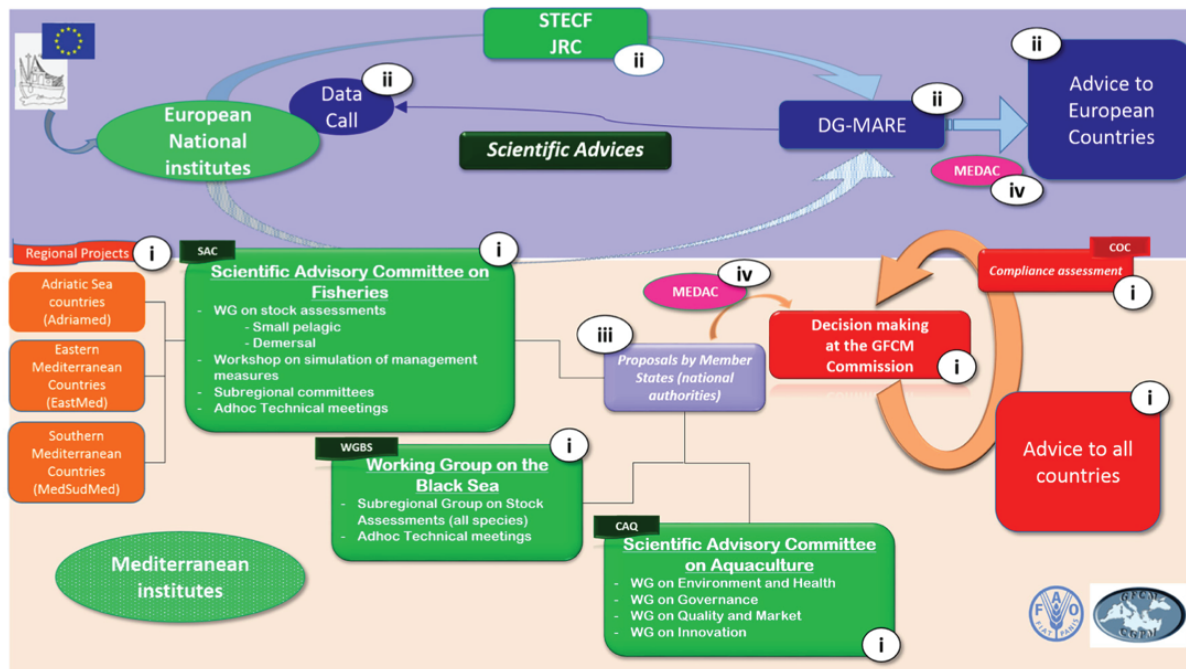 STECF
JRC
ii
ii
Advice to
European
Countries
Data
Call
ii
European
National
institutes
DG-MARE
ii
Scientific Advices
MEDAC
iv
Regional Projects
i
SAC
i
Scientific Advisory Committee on
Fisheries
- WG on stock assessments
- Small pelagic
- Demersal
- Workshop on simulation of management
measures
- Subregional committees
- Adhoc Technical meetings
Adriatic Sea
countries
(Adriamed)
Eastern
Mediterranean
Countries
(EastMed)
Southern
Mediterranean
Countries
(MedSudMed)
MEDAC
iv
iii
Proposals by Member
States (national
authorities)
COC
Compliance assessment
i
Decision making
at the GFCM
Commission
i
i
Advice to all
countries
WGBS
i
Working Group on the
Black Sea
- Subregional Group on Stock
Assessments (all species)
- Adhoc Technical meetings
CAQ
Scientific Advisory Committee
on Aquaculture
- WG on Environment and Health
- WG on Governance
- WG on Quality and Market
- WG on Innovation
i
Mediterranean
institutes
F A O
FIAT PANIS
GFCM
CGPM